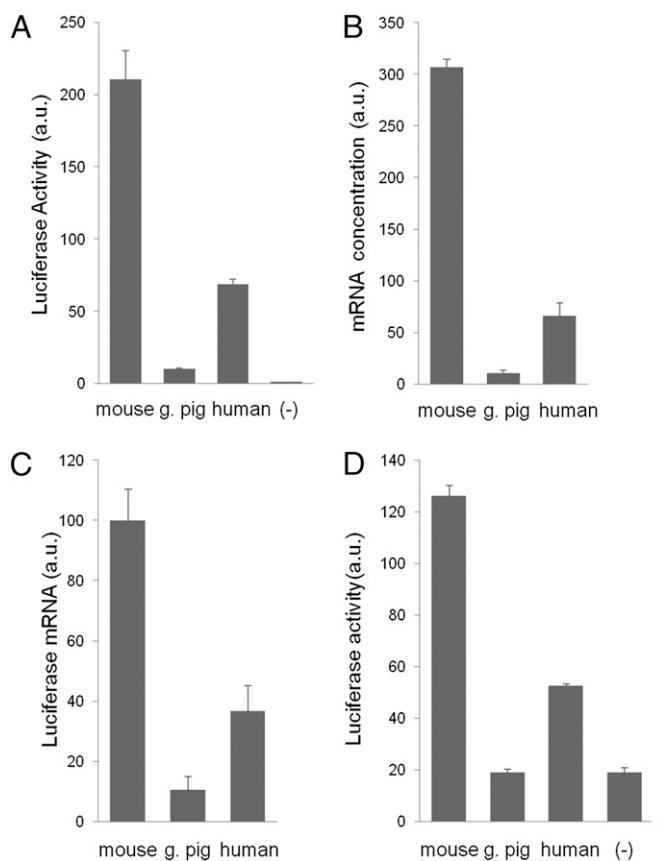 A
Luciferase Activity (a.u.)
250
200
150
100
50
0
mouse g. pig human (-)
B
mRNA concentration (a.u.)
350
300
250
200
150
100
50
0
mouse g. pig human
C
Luciferase mRNA (a.u.)
120
100
80
60
40
20
0
mouse g. pig human
D
Luciferase activity(a.u.)
140
120
100
80
60
40
20
0
mouse g. pig human (-)